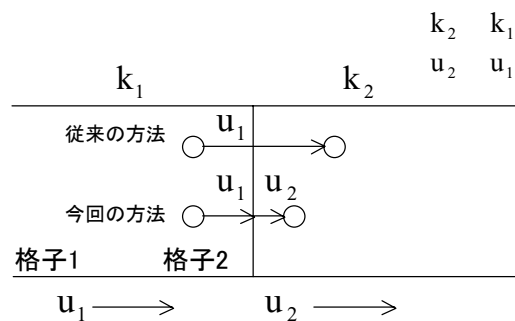 k₂ k₁
u₂ u₁
k₁ k₂
従来の方法 u₁
今回の方法 u₁ u₂
格子1 格子2
u₁ u₂